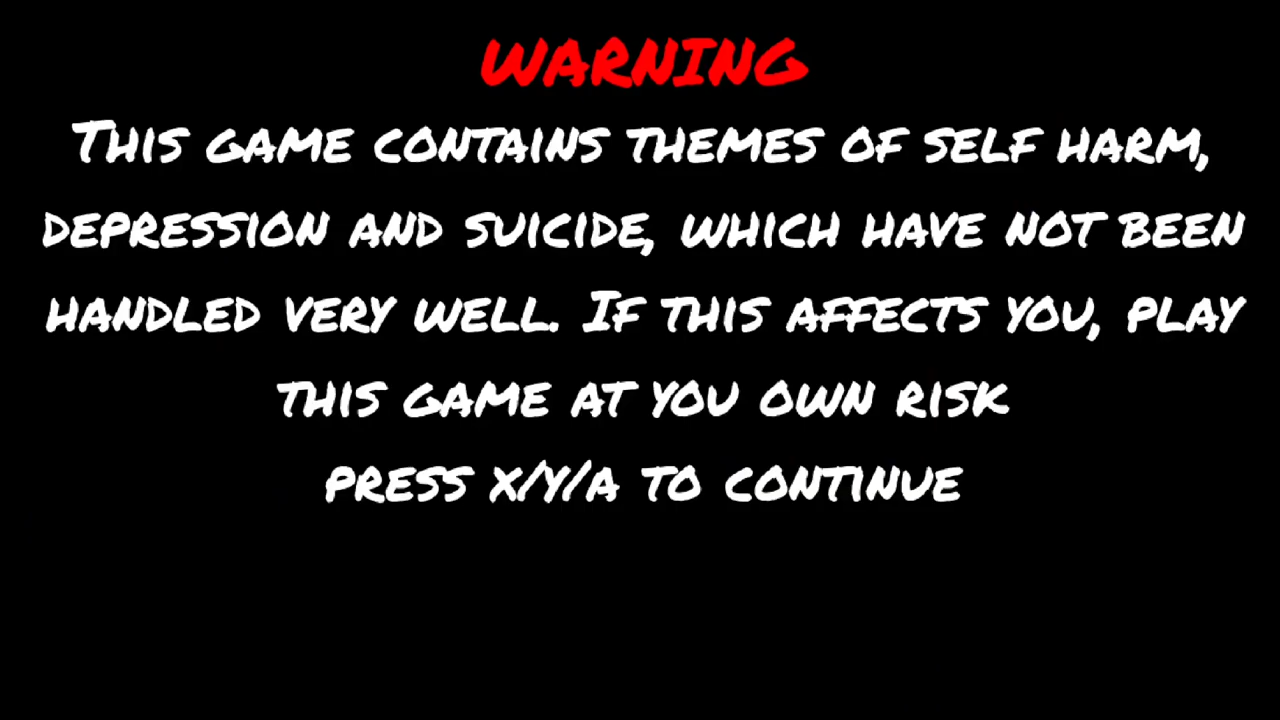 WARNING
THIS GAME CONTAINS THEMES OF SELF HARM,
DEPRESSION AND SUICIDE, WHICH HAVE NOT BEEN
HANDLED VERY WELL. IF THIS AFFECTS YOU, PLAY
THIS GAME AT YOU OWN RISK
PRESS X/Y/A TO CONTINUE